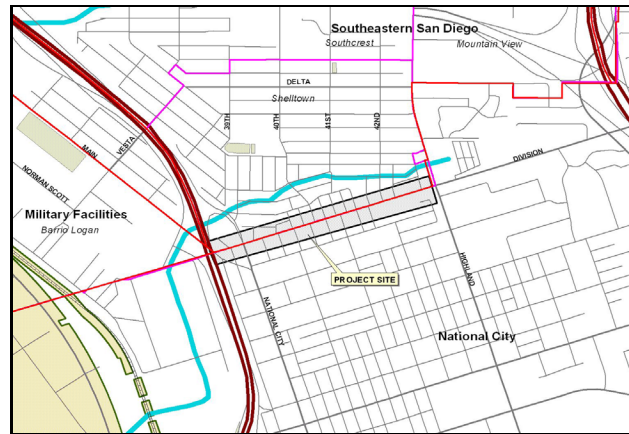 Southeastern San Diego
Southcrest
Mountain View
DELTA
Shelltown
39TH
40TH
41ST
42ND
VESTA
MAIN
DIVISION
NORMAN SCOTT
Military Facilities
Barrio Logan
PROJECT SITE
HIGHLAND
NATIONAL CITY
National City